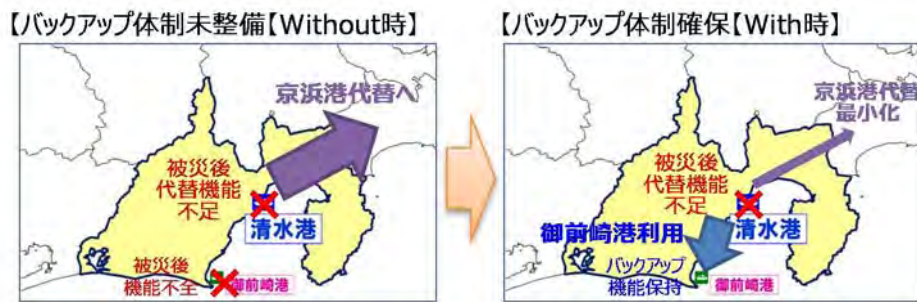 【バックアップ体制未整備【Without時】
京浜港代替へ
被災後
代替機能
不足
清水港
被災後
機能不全
御前崎港
【バックアップ体制確保【With時】
京浜港代替
最小化
被災後
代替機能
不足
清水港
御前崎港利用
バックアップ
機能保持
御前崎港